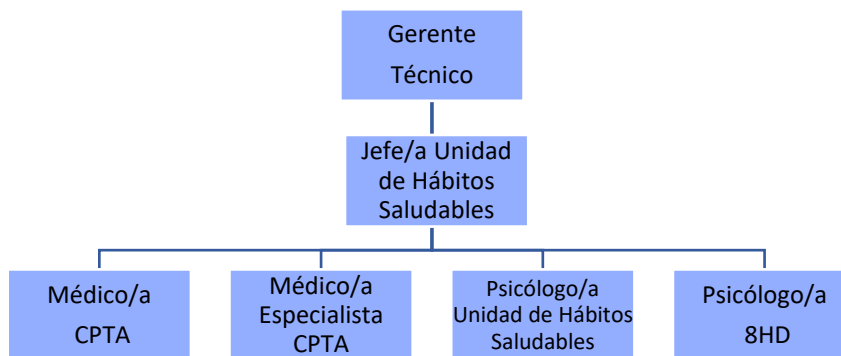 Gerente
Técnico
Jefe/a Unidad
de Hábitos
Saludables
Médico/a
CPTA
Médico/a
Especialista
CPTA
Psicólogo/a
Unidad de Hábitos
Saludables
Psicólogo/a
8HD